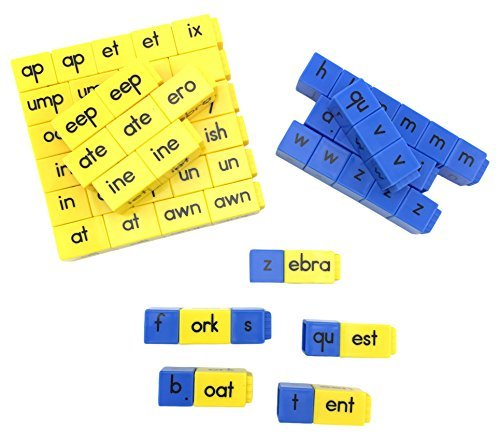 ap ap et et ix
ump ump
eep eep
ate ate ero
ine ine ish
in un un
at at awn awn
h m m m
qu v v
w w z z z
z ebra
f ork s
qu est
b. oat
t ent